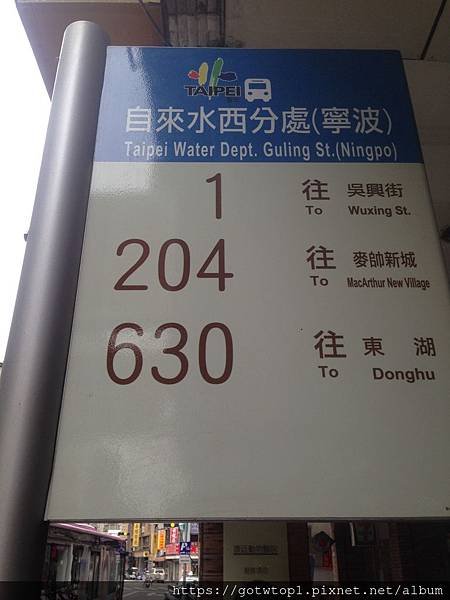 TAIPEI
自來水西分處(寧波)
Taipei Water Dept. Guling St.(Ningpo)
1 往 吳興街
To Wuxing St.
204 往 麥帥新城
To MacArthur New Village
630 往 東湖
To Donghu
https://gotwtop1.pixnet.net/album